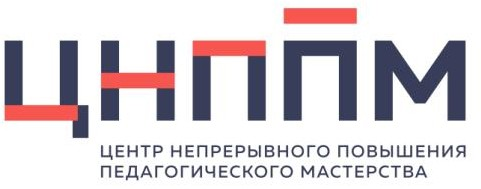 ЦНППМ
ЦЕНТР НЕПРЕРЫВНОГО ПОВЫШЕНИЯ
ПЕДАГОГИЧЕСКОГО МАСТЕРСТВА